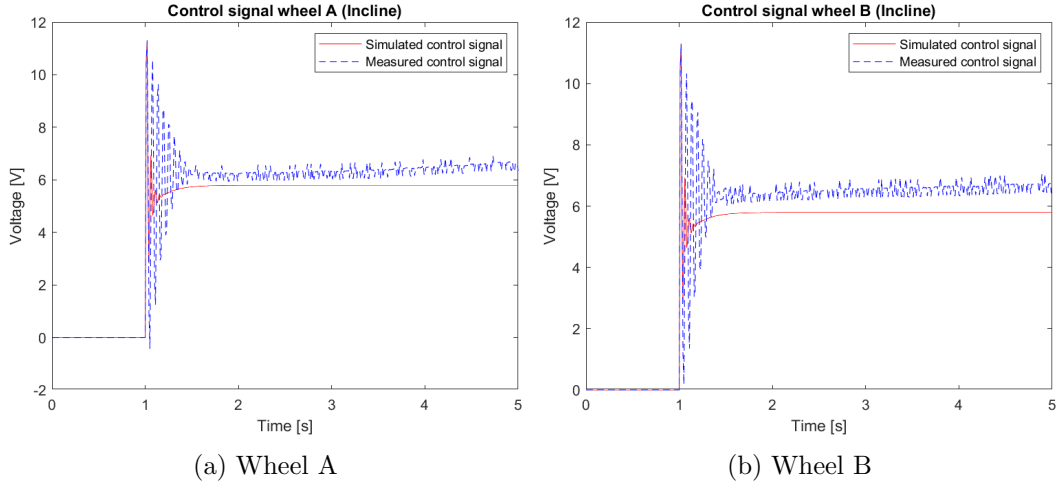 Control signal wheel A (Incline)
Simulated control signal
Measured control signal
Voltage [V]
12
10
8
6
4
2
0
-2
0
1
2
3
4
5
Time [s]
(a) Wheel A
Control signal wheel B (Incline)
Simulated control signal
Measured control signal
Voltage [V]
12
10
8
6
4
2
0
0
1
2
3
4
5
Time [s]
(b) Wheel B